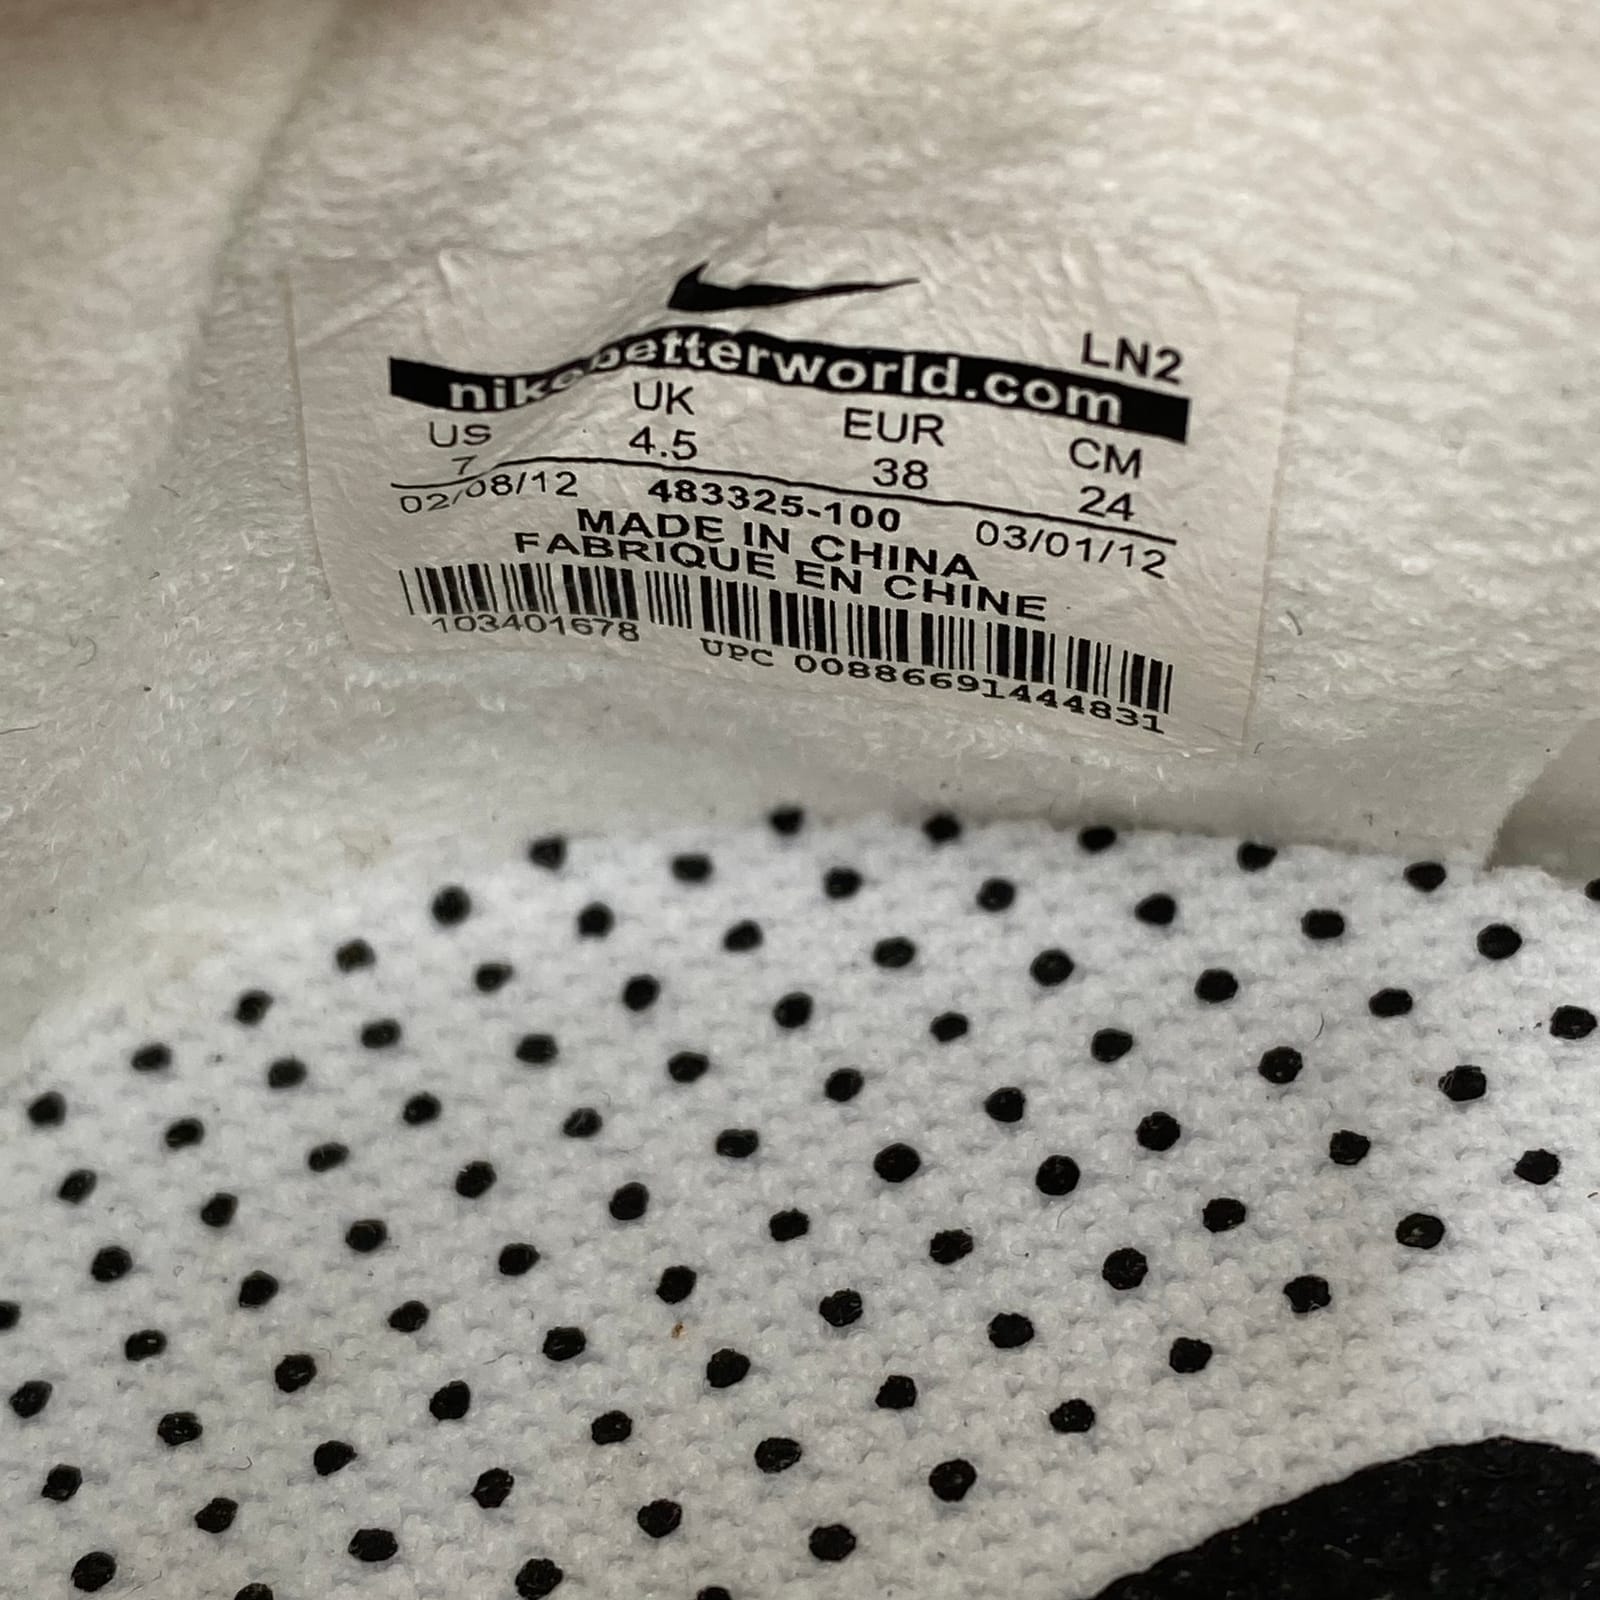 LN2
nikebetterworld.com
US UK EUR CM
7 4.5 38 24
02/08/12 483325-100 03/01/12
MADE IN CHINA
FABRIQUE EN CHINE
103401678 UPC 00886691444831